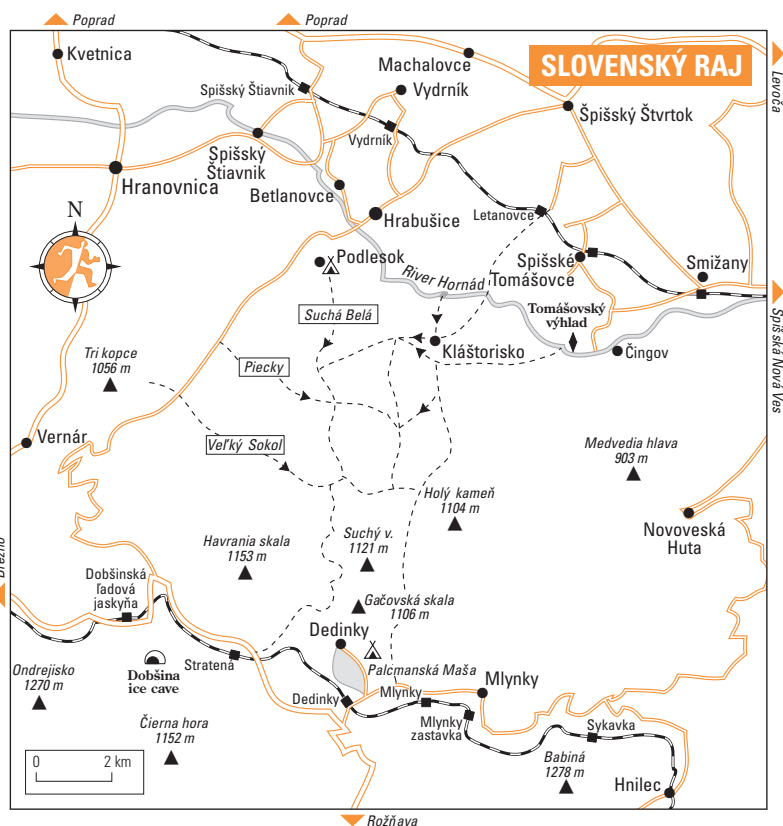 Poprad
Poprad
Kvetnica
Machalovce
SLOVENSKÝ RAJ
Levoča
Spišský Štiavnik
Vydrník
Špišský Štvrtok
Vydrník
Spišský
Štiavnik
Hranovnica
Betlanovce
Hrabušice
Letanovce
N
Podlesok
Spišské
Tomášovce
Smižany
River Hornád
Suchá Belá
Tomášovský
výhlad
Spišská Nová Ves
Kláštorisko
Čingov
Tri kopce
1056 m
Piecky
Vernár
Veľký Sokol
Medvedia hlava
903 m
Holý kameň
1104 m
Novoveská
Huta
Havrania skala
1153 m
Suchý v.
1121 m
Brezno
Dobšinská
ľadová
jaskyňa
Gačovská skala
1106 m
Dedinky
Stratená
Palcmanská Maša
Ondrejisko
1270 m
Dobšina
ice cave
Dedinky
Mlynky
Mlynky
Čierna hora
1152 m
Mlynky
zastavka
Sykavka
0 2 km
Babiná
1278 m
Hnilec
Rožňava